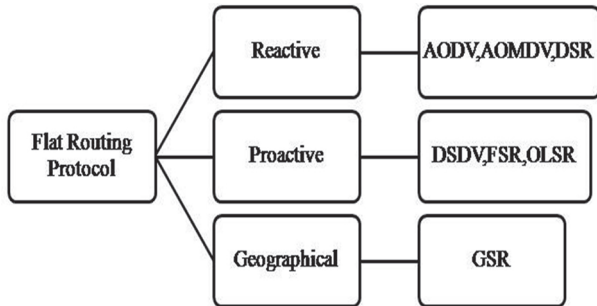 Reactive
AODV,AOMDV,DSR
Flat Routing
Protocol
Proactive
DSDV,FSR,OLSR
Geographical
GSR